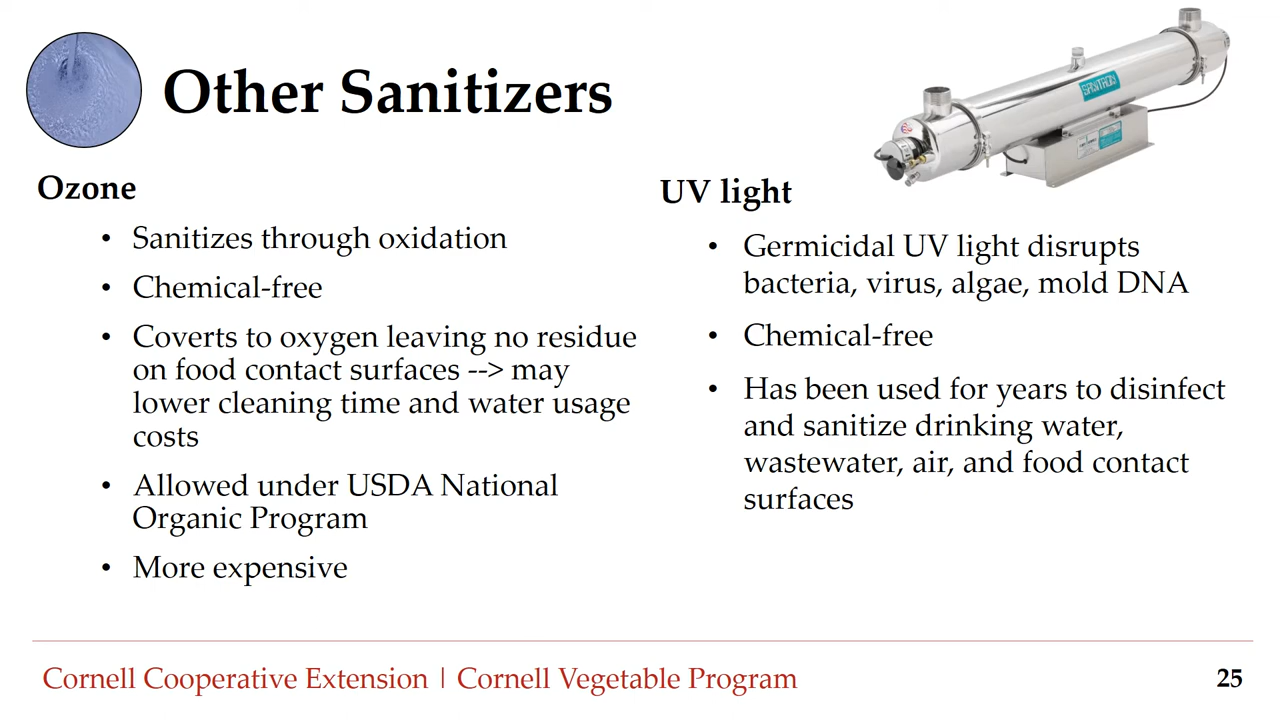 Other Sanitizers
SANITRON
Ozone
• Sanitizes through oxidation
• Chemical-free
• Coverts to oxygen leaving no residue
on food contact surfaces --> may
lower cleaning time and water usage
costs
• Allowed under USDA National
Organic Program
• More expensive
UV light
• Germicidal UV light disrupts
bacteria, virus, algae, mold DNA
• Chemical-free
• Has been used for years to disinfect
and sanitize drinking water,
wastewater, air, and food contact
surfaces
Cornell Cooperative Extension | Cornell Vegetable Program
25